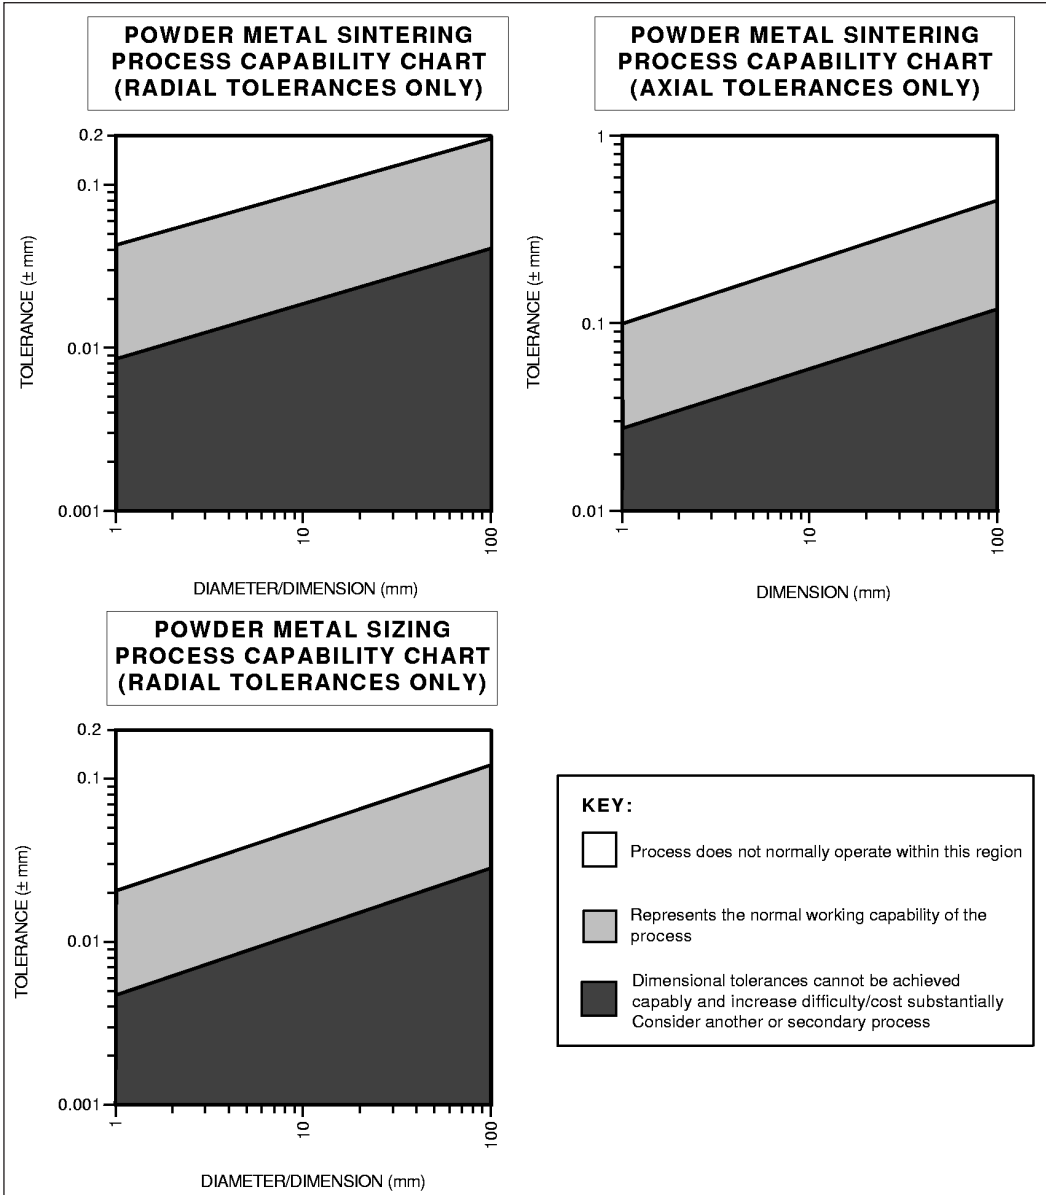 POWDER METAL SINTERING
PROCESS CAPABILITY CHART
(RADIAL TOLERANCES ONLY)
0.2
0.1
0.01
0.001
TOLERANCE (± mm)
1
10
100
DIAMETER/DIMENSION (mm)
POWDER METAL SINTERING
PROCESS CAPABILITY CHART
(AXIAL TOLERANCES ONLY)
1
0.1
0.01
TOLERANCE (± mm)
1
10
100
DIMENSION (mm)
POWDER METAL SIZING
PROCESS CAPABILITY CHART
(RADIAL TOLERANCES ONLY)
0.2
0.1
0.01
0.001
TOLERANCE (± mm)
1
10
100
DIAMETER/DIMENSION (mm)
KEY:
Process does not normally operate within this region
Represents the normal working capability of the
process
Dimensional tolerances cannot be achieved
capably and increase difficulty/cost substantially
Consider another or secondary process